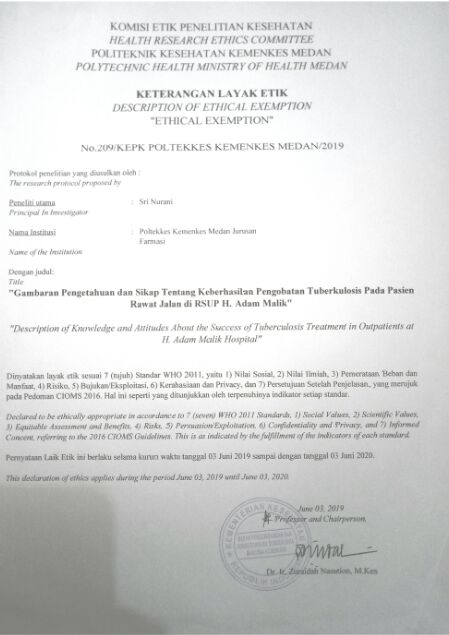 KOMISI ETIK PENELITIAN KESEHATAN
HEALTH RESEARCH ETHICS COMMITTEE
POLITEKNIK KESEHATAN KEMENKES MEDAN
POLYTECHNIC HEALTH MINISTRY OF HEALTH MEDAN
KETERANGAN LAYAK ETIK
DESCRIPTION OF ETHICAL EXEMPTION
"ETHICAL EXEMPTION"
No.209/KEPK POLTEKKES KEMENKES MEDAN/2019
Protokol penelitian yang diusulkan oleh :
The research protocol proposed by
Peneliti utama : Sri Nurani
Principal In Investigator
Nama Institusi : Poltekkes Kemenkes Medan Jurusan
Farmasi
Name of the Institution
Dengan judul:
Title
"Gambaran Pengetahuan dan Sikap Tentang Keberhasilan Pengobatan Tuberkulosis Pada Pasien
Rawat Jalan di RSUP H. Adam Malik"
"Description of Knowledge and Attitudes About the Success of Tuberculosis Treatment in Outpatients at
H. Adam Malik Hospital"
Dinyatakan layak etik sesuai 7 (tujuh) Standar WHO 2011, yaitu 1) Nilai Sosial, 2) Nilai Ilmiah, 3) Pemerataan Beban dan
Manfaat, 4) Risiko, 5) Bujukan/Eksploitasi, 6) Kerahasiaan dan Privacy, dan 7) Persetujuan Setelah Penjelasan, yang merujuk
pada Pedoman CIOMS 2016. Hal ini seperti yang ditunjukkan oleh terpenuhinya indikator setiap standar.
Declared to be ethically appropriate in accordance to 7 (seven) WHO 2011 Standards, 1) Social Values, 2) Scientific Values,
3) Equitable Assessment and Benefits, 4) Risks, 5) Persuation/Exploitation, 6) Confidentiality and Privacy, and 7) Informed
Concent, referring to the 2016 CIOMS Guidelines. This is as indicated by the fulfillment of the indicators of each standard.
Pernyataan Laik Etik ini berlaku selama kurun waktu tanggal 03 Juni 2019 sampai dengan tanggal 03 Juni 2020.
This declaration of ethics applies during the period June 03, 2019 until June 03, 2020.
June 03, 2019
Professor and Chairperson,
KEMENTERIAN KESEHATAN
REPUBLIK INDONESIA
Dr. Ir. Zuraidah Nasution, M.Kes